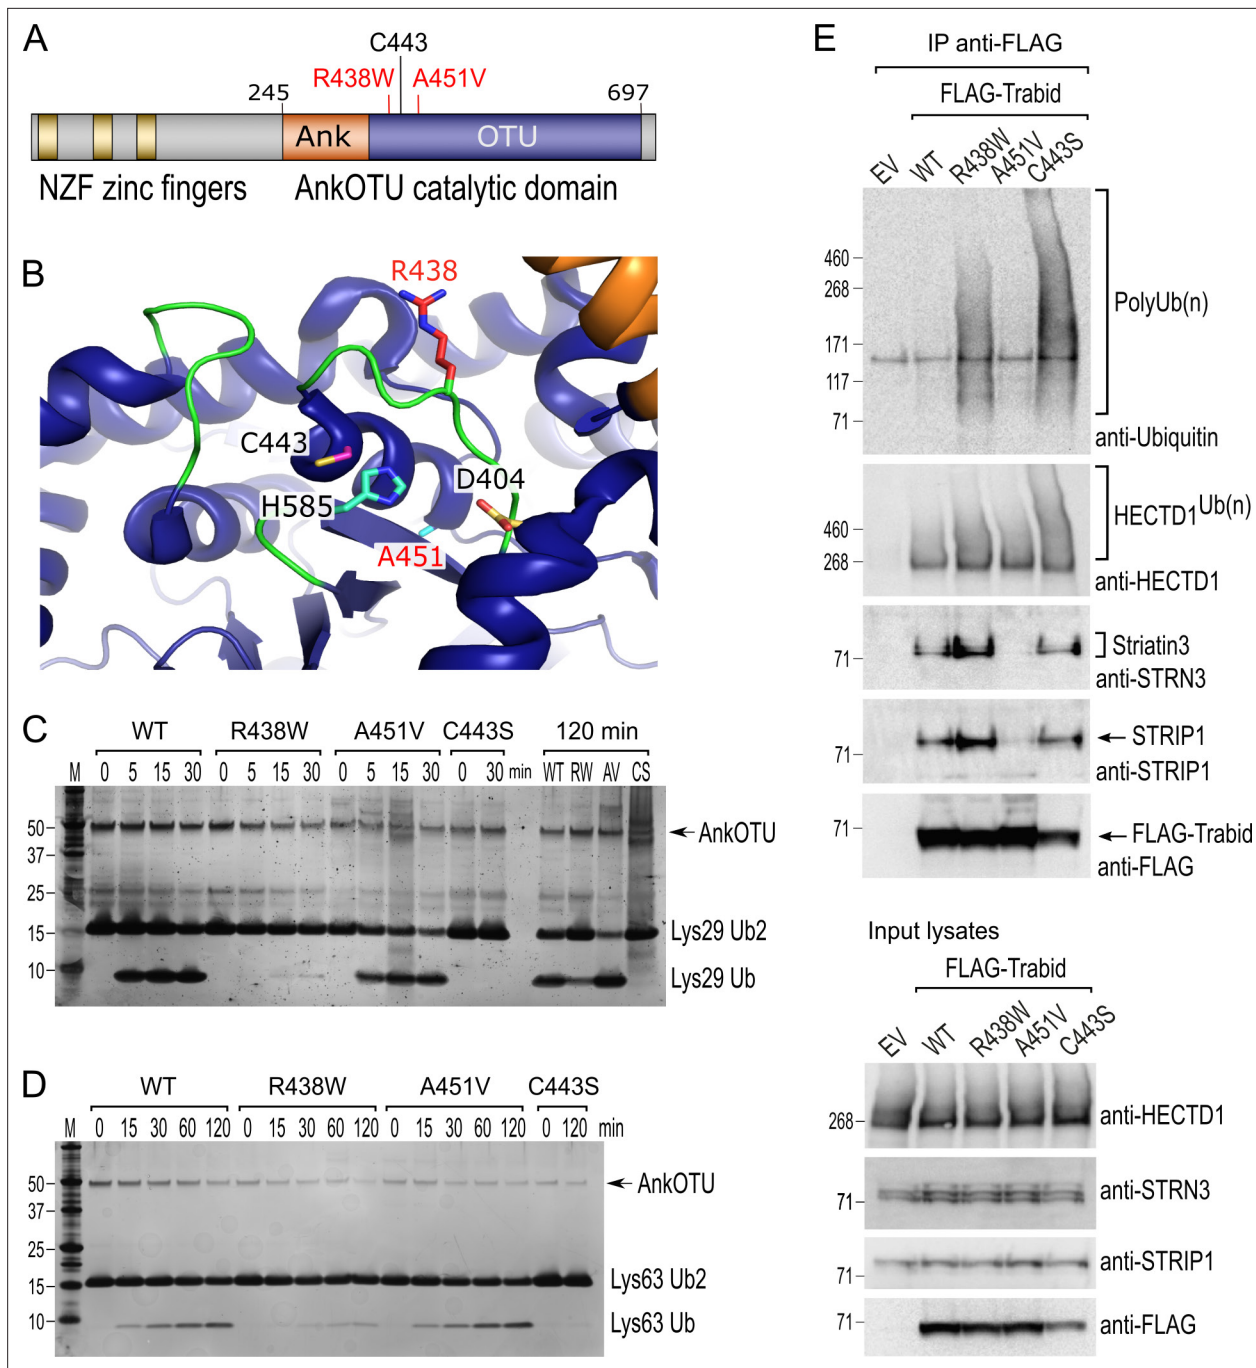 A
C443
R438W
A451V
245
697
Ank
OTU
NZF zinc fingers
AnkOTU catalytic domain
B
R438
C443
D404
H585
A451
C
WT
R438W
A451V
C443S
120 min
M
0
5
15
30
0
5
15
30
0
5
15
30
0
30
min
WT
RW
AV
CS
50
37
25
15
10
AnkOTU
Lys29 Ub2
Lys29 Ub
D
WT
R438W
A451V
C443S
M
0
15
30
60
120
0
15
30
60
120
0
15
30
60
120
0
120
min
50
37
25
15
10
AnkOTU
Lys63 Ub2
Lys63 Ub
E
IP anti-FLAG
FLAG-Trabid
EV
WT
R438W
A451V
C443S
460
268
171
117
71
PolyUb(n)
anti-Ubiquitin
460
268
HECTD1Ub(n)
anti-HECTD1
71
Striatin3
anti-STRN3
71
STRIP1
anti-STRIP1
71
FLAG-Trabid
anti-FLAG
Input lysates
FLAG-Trabid
EV
WT
R438W
A451V
C443S
268
anti-HECTD1
71
anti-STRN3
71
anti-STRIP1
71
anti-FLAG